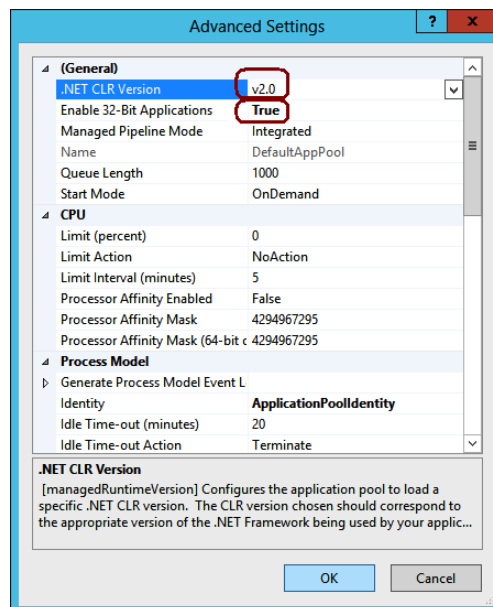 Advanced Settings
? x
(General)
.NET CLR Version v2.0
Enable 32-Bit Applications True
Managed Pipeline Mode Integrated
Name DefaultAppPool
Queue Length 1000
Start Mode OnDemand
CPU
Limit (percent) 0
Limit Action NoAction
Limit Interval (minutes) 5
Processor Affinity Enabled False
Processor Affinity Mask 4294967295
Processor Affinity Mask (64-bit c 4294967295
Process Model
Generate Process Model Event L
Identity ApplicationPoolIdentity
Idle Time-out (minutes) 20
Idle Time-out Action Terminate
.NET CLR Version
[managedRuntimeVersion] Configures the application pool to load a
specific .NET CLR version. The CLR version chosen should correspond to
the appropriate version of the .NET Framework being used by your applic...
OK Cancel